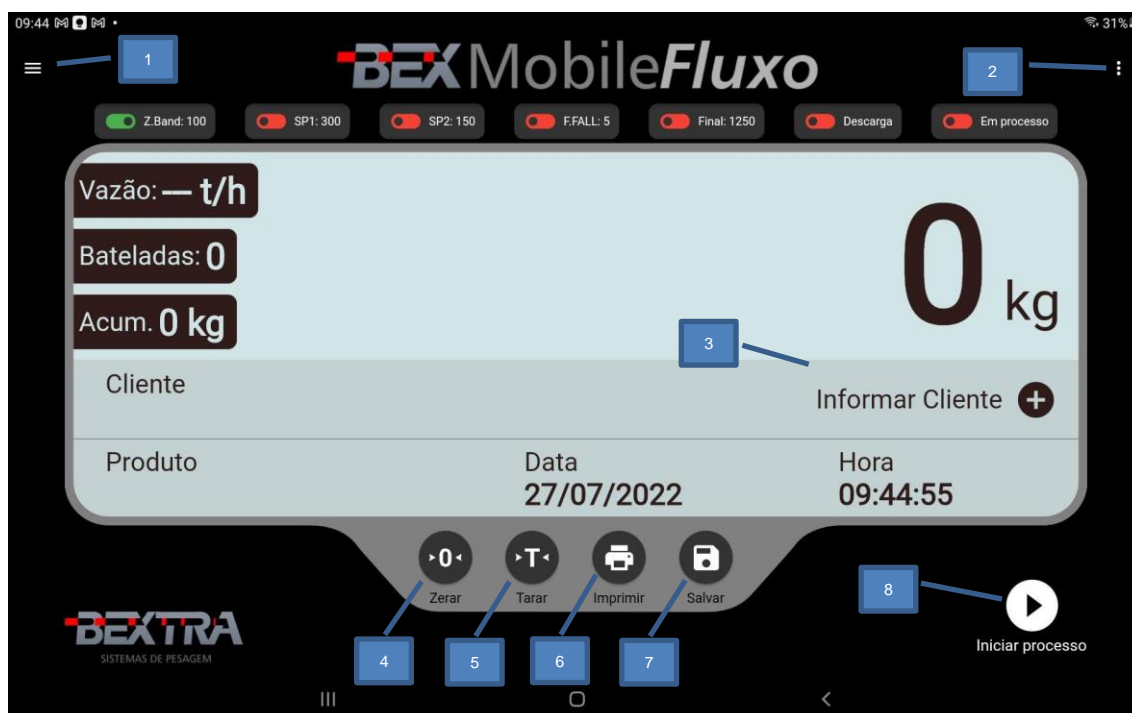 09:44
31%
1
BEX MobileFluxo
2
Z.Band: 100
SP1: 300
SP2: 150
F.FALL: 5
Final: 1250
Descarga
Em processo
Vazão: --- t/h
0 kg
Bateladas: 0
Acum. 0 kg
3
Cliente
Informar Cliente
Produto
Data
27/07/2022
Hora
09:44:55
0
T
Zerar
Tarar
Imprimir
Salvar
8
BEXTRA
SISTEMAS DE PESAGEM
Iniciar processo
4
5
6
7